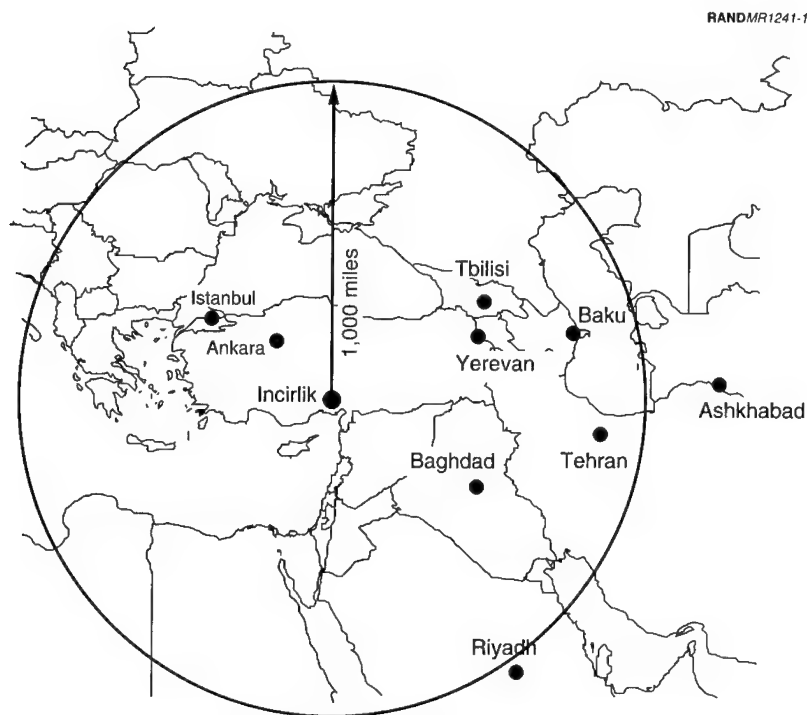 RANDMR1241-1
1,000 miles
Tbilisi
Istanbul
Baku
Ankara
Yerevan
Incirlik
Ashkhabad
Baghdad
Tehran
Riyadh